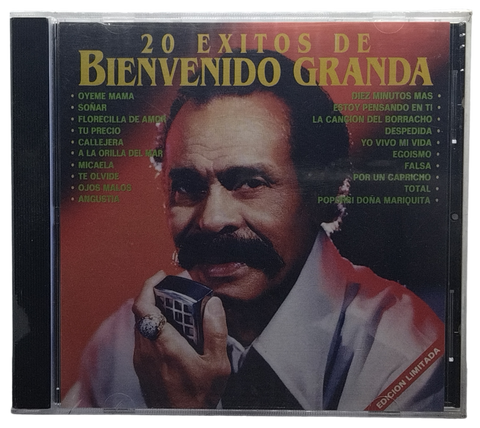 20 EXITOS DE
BIENVENIDO GRANDA
• OYEME MAMA
• SOÑAR
• FLORECILLA DE AMOR
• TU PRECIO
• CALLEJERA
• A LA ORILLA DEL MAR
• MICAELA
• TE OLVIDE
• OJOS MALOS
• ANGUSTIA
DIEZ MINUTOS MAS •
ESTOY PENSANDO EN TI •
LA CANCION DEL BORRACHO •
DESPEDIDA •
YO VIVO MI VIDA •
EGOISMO •
FALSA •
POR UN CAPRICHO •
TOTAL •
DOÑA MARIQUITA •
EDICION LIMITADA